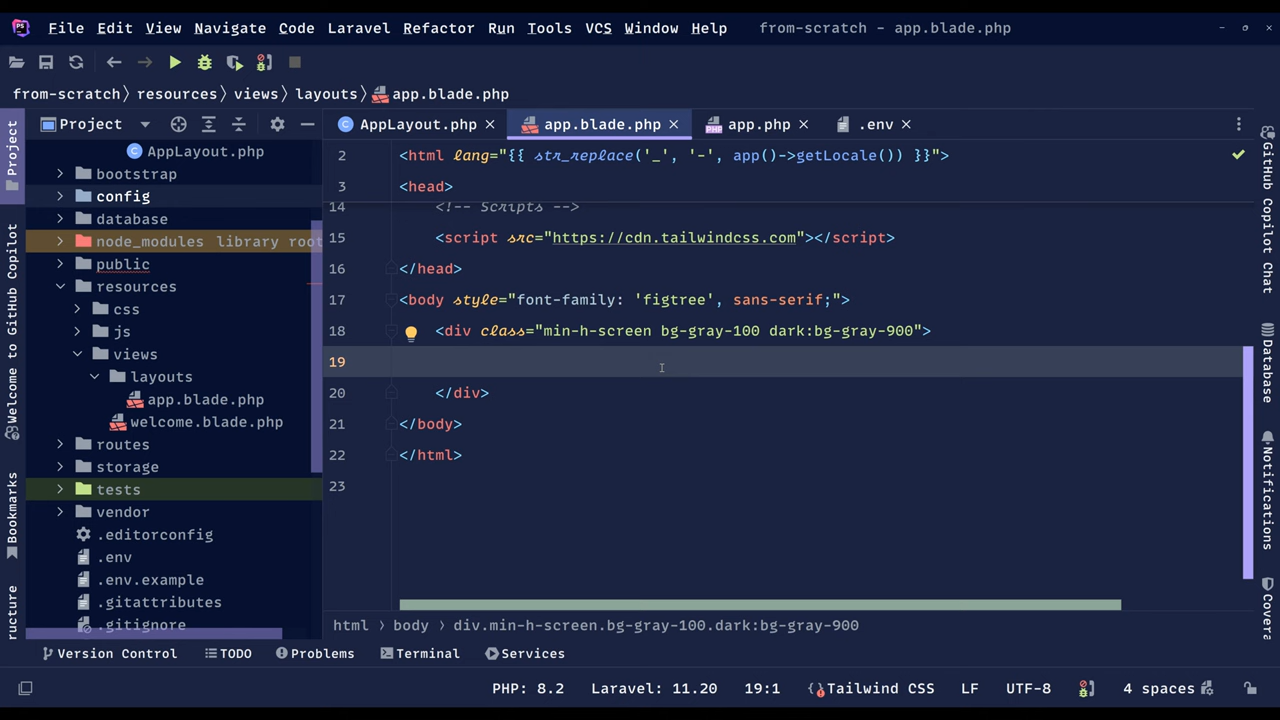 PS File Edit View Navigate Code Laravel Refactor Run Tools VCS Window Help from-scratch – app.blade.php
from-scratch 〉 resources 〉 views 〉 layouts 〉 app.blade.php
Project
AppLayout.php
bootstrap
config
database
node_modules library root
public
resources
css
js
views
layouts
app.blade.php
welcome.blade.php
routes
storage
tests
vendor
.editorconfig
.env
.env.example
.gitattributes
.gitignore
AppLayout.php app.blade.php app.php .env
2 <html lang="{{ str_replace('_', '-', app()->getLocale()) }}">
3 <head>
14 <!-- Scripts -->
15 <script src="https://cdn.tailwindcss.com"></script>
16 </head>
17 <body style="font-family: 'figtree', sans-serif;">
18 <div class="min-h-screen bg-gray-100 dark:bg-gray-900">
19
20 </div>
21 </body>
22 </html>
23
html 〉 body 〉 div.min-h-screen.bg-gray-100.dark:bg-gray-900
Project
Welcome to GitHub Copilot
Bookmarks
ructure
GitHub Copilot Chat
Database
Notifications
Covera
Version Control TODO Problems Terminal Services
PHP: 8.2 Laravel: 11.20 19:1 Tailwind CSS LF UTF-8 4 spaces